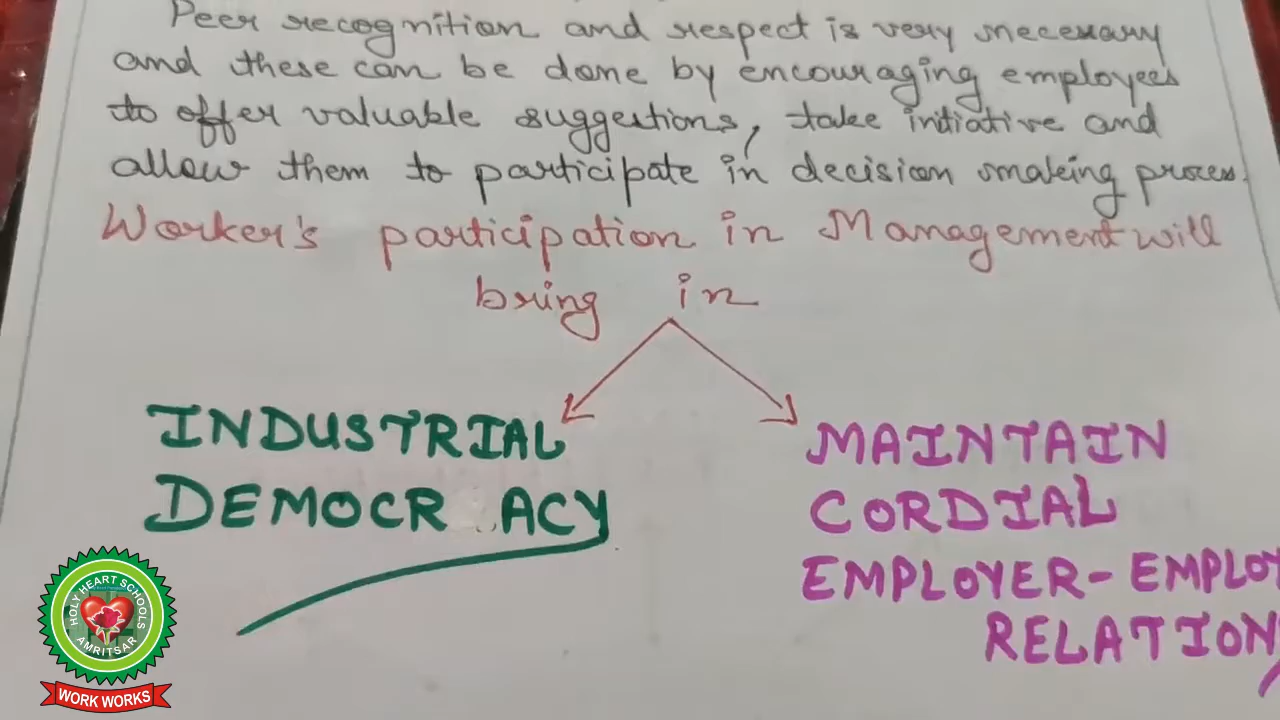 Peer recognition and respect is very necessary
and these can be done by encouraging employees
to offer valuable suggestions, take initiative and
allow them to participate in decision making process.
Worker's participation in Management will
bring in
INDUSTRIAL
DEMOCRACY
MAINTAIN
CORDIAL
EMPLOYER-EMPLOY
RELATION
HOLY HEART SCHOOLS
AMRITSAR
WORK WORKS